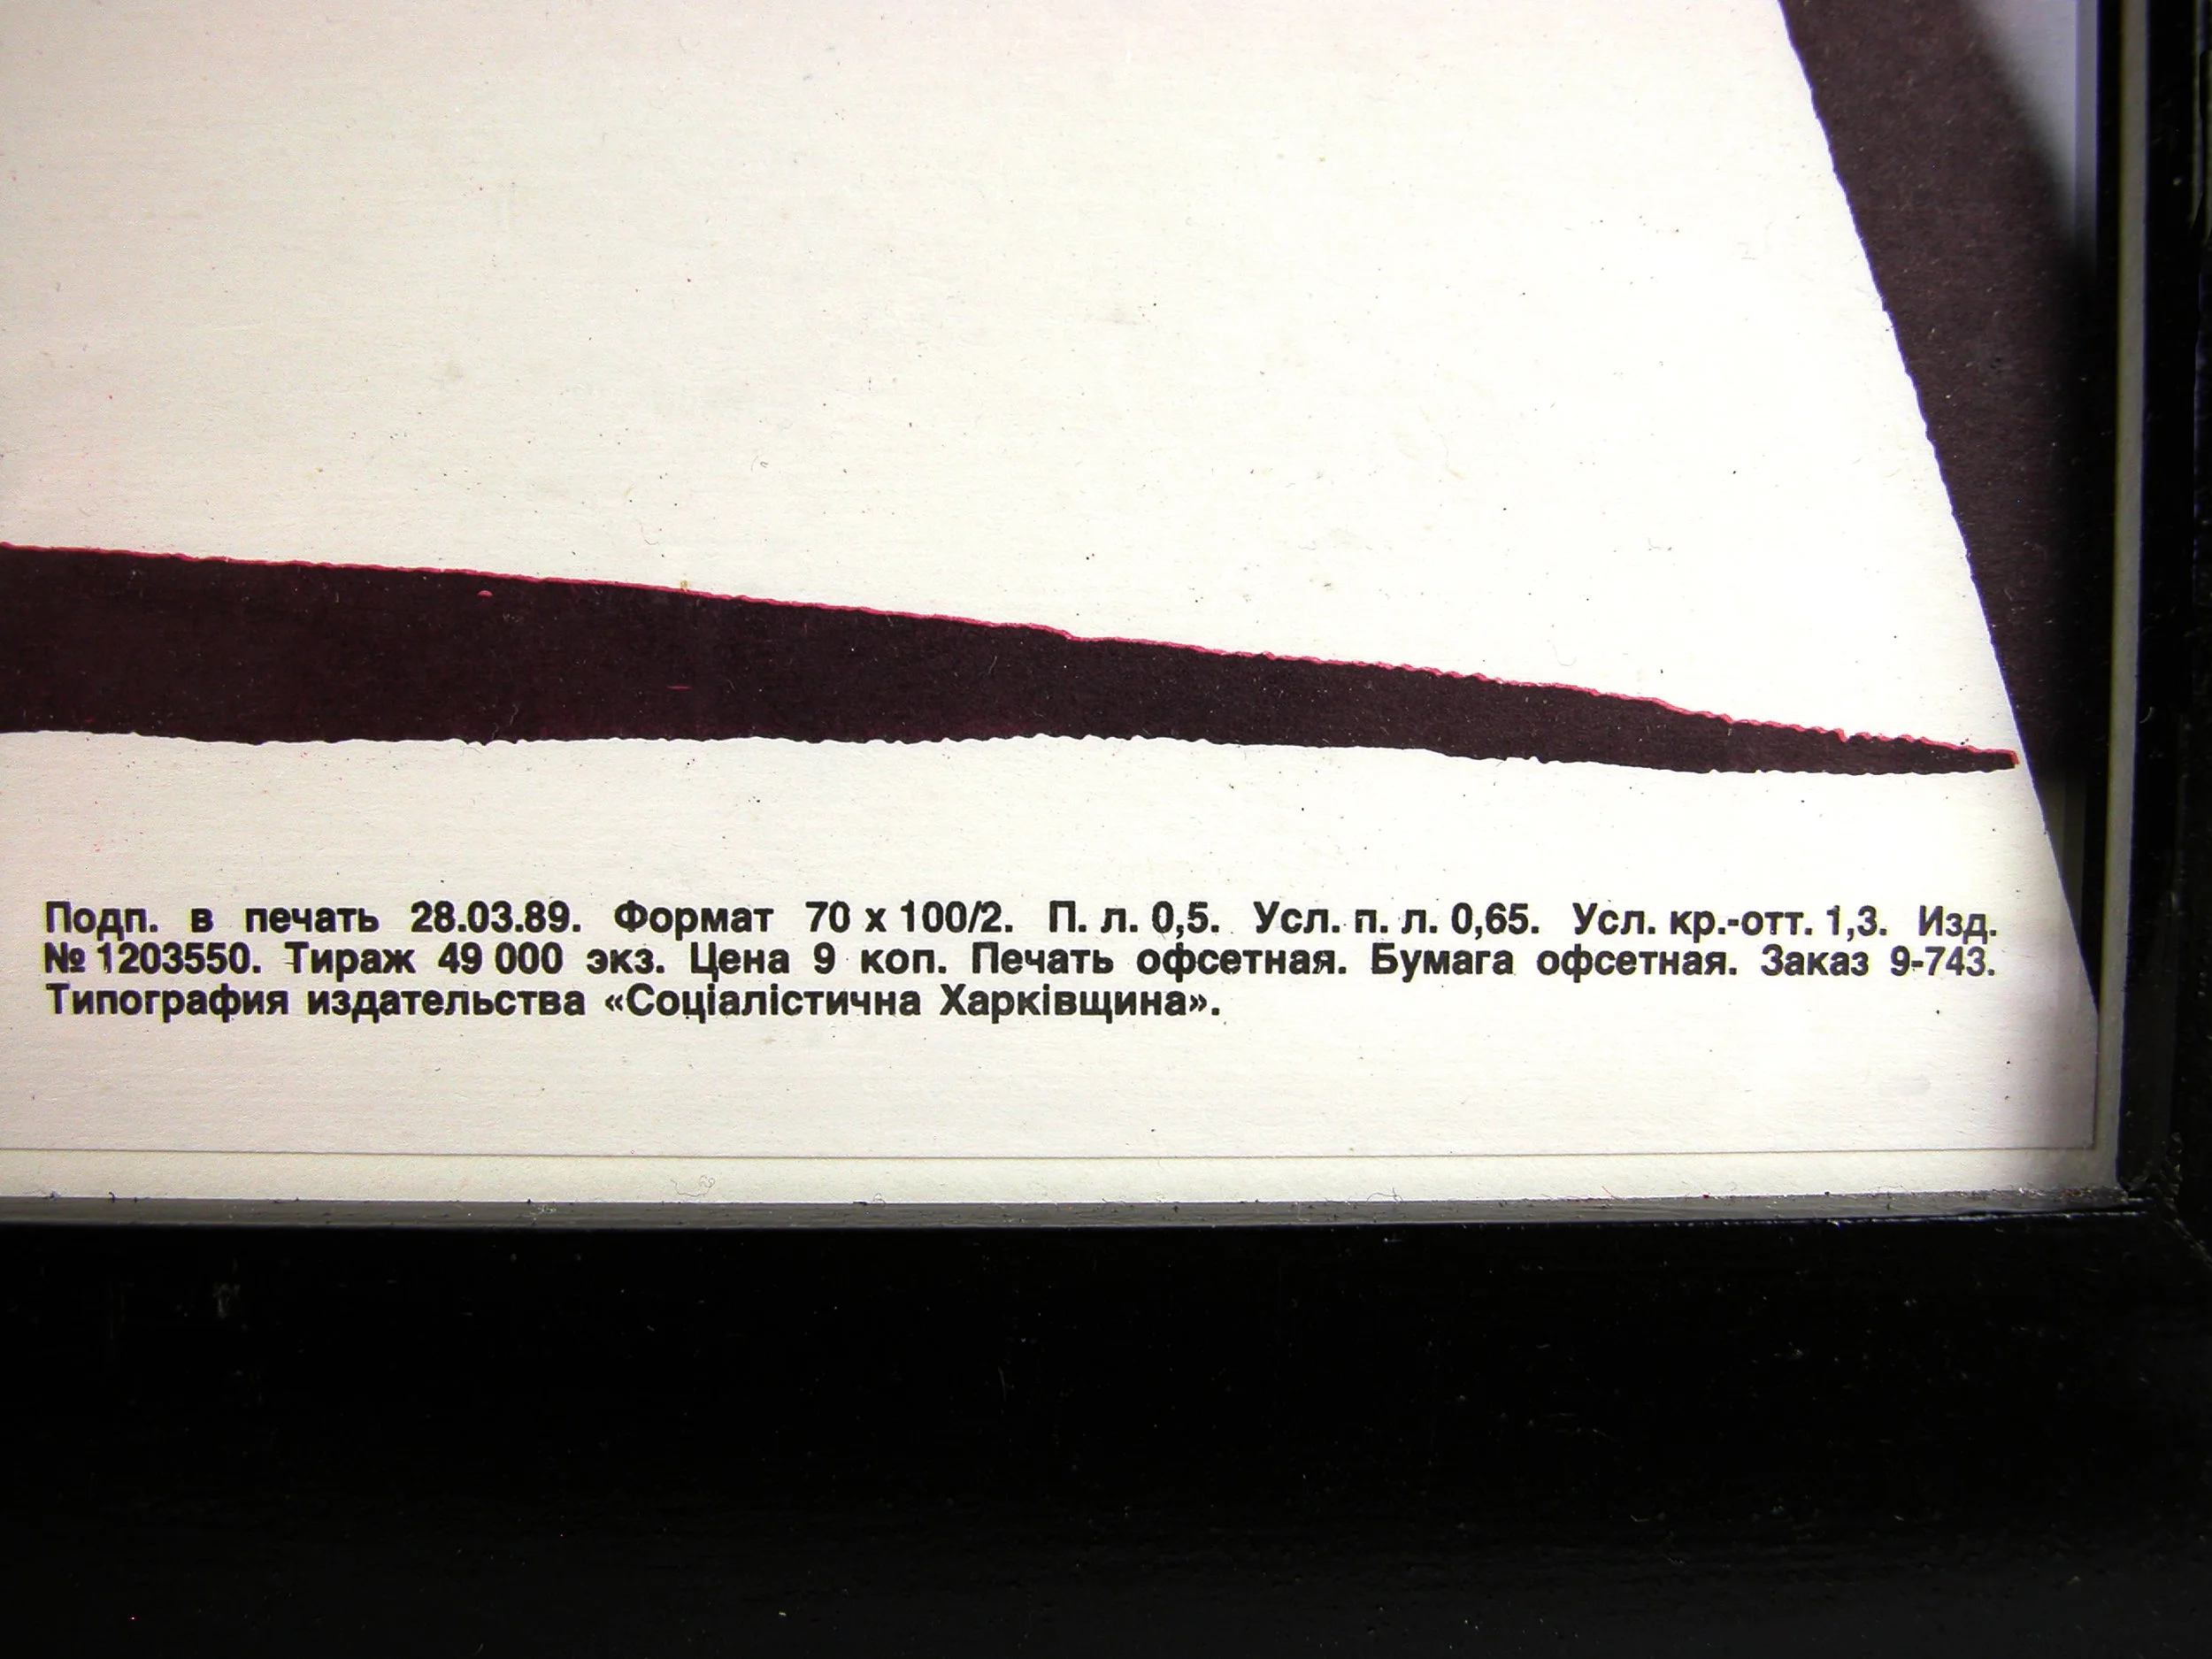 Подп. в печать 28.03.89. Формат 70 х 100/2. П. л. 0,5. Усл. п. л. 0,65. Усл. кр.-отт. 1,3. Изд.
№ 1203550. Тираж 49 000 экз. Цена 9 коп. Печать офсетная. Бумага офсетная. Заказ 9-743.
Типография издательства «Соціалістична Харківщина».